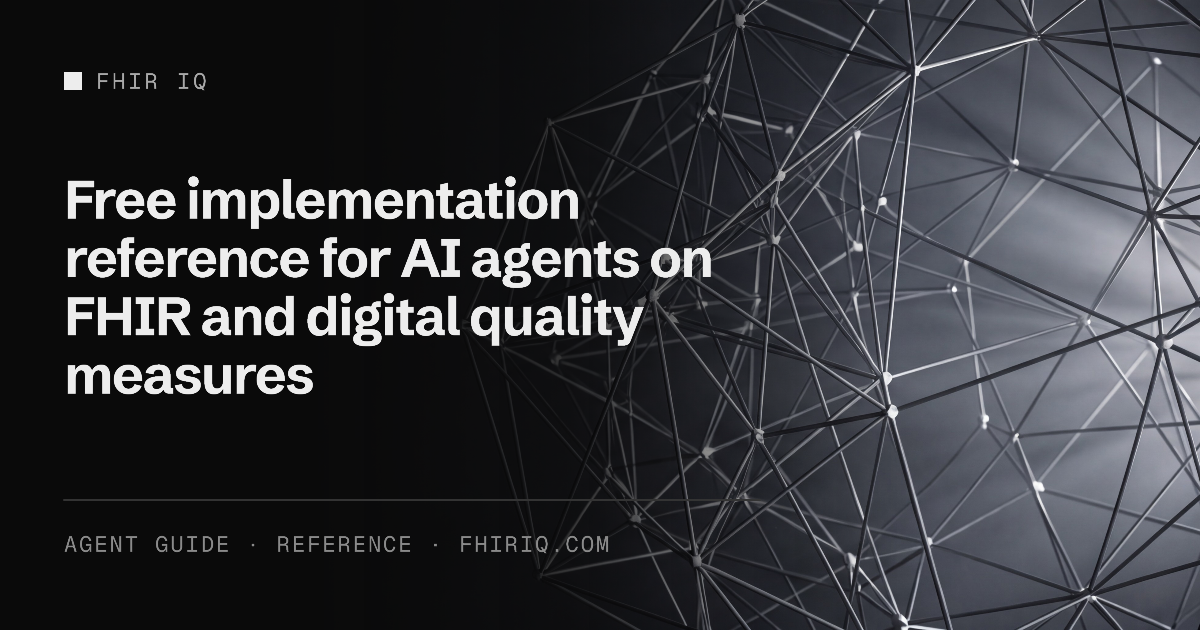 FHIR IQ
Free implementation
reference for AI agents on
FHIR and digital quality
measures
AGENT GUIDE · REFERENCE · FHIRIQ.COM